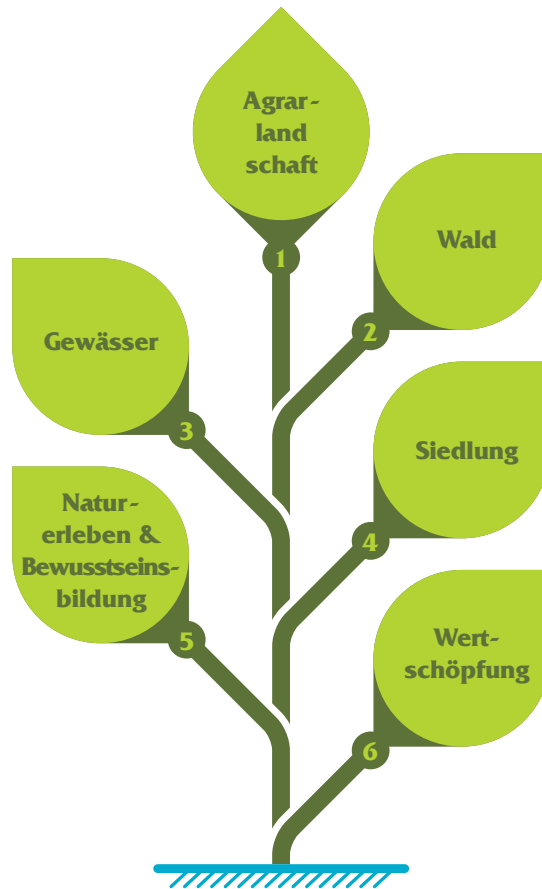 Agrar-
land
schaft
1
Wald
2
Gewässer
3
Siedlung
4
Natur-
erleben &
Bewusstseins-
bildung
5
Wert-
schöpfung
6